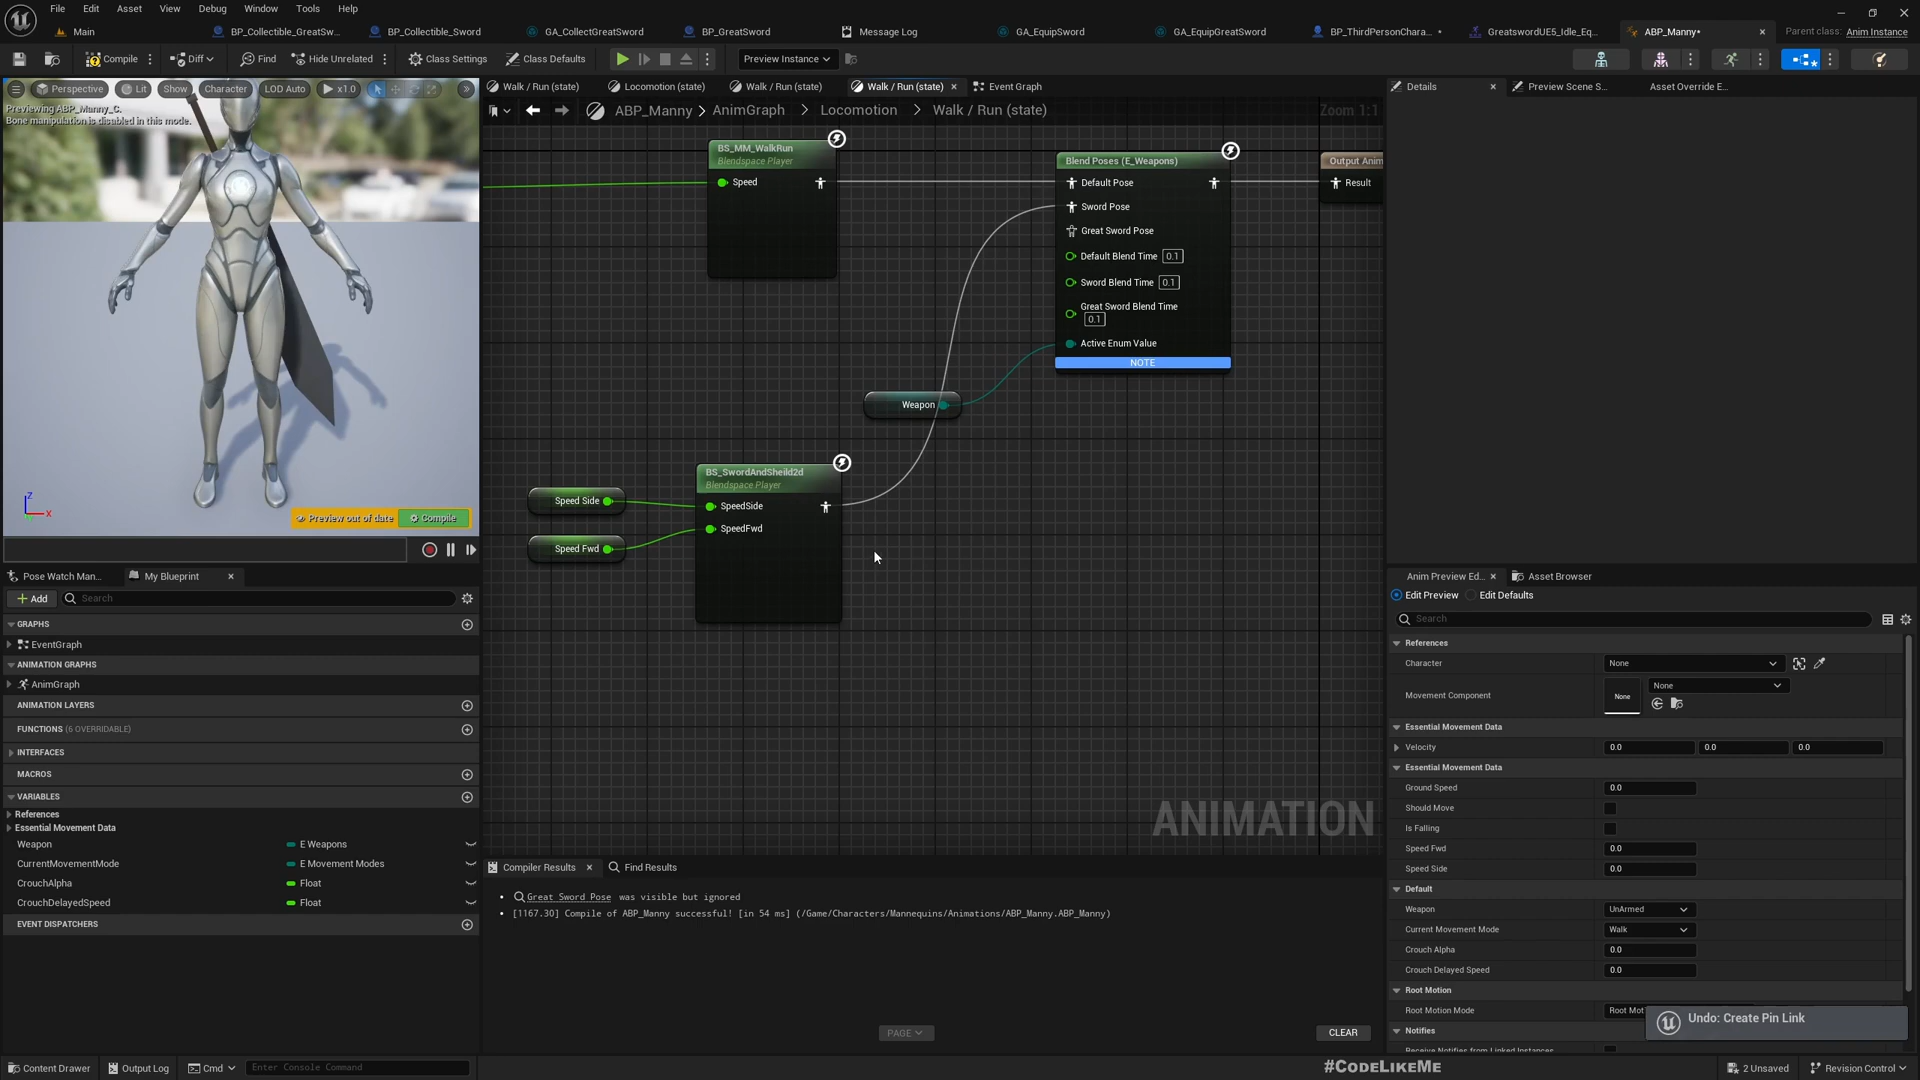 File Edit Asset View Debug Window Tools Help
Main BP_Collectible_GreatSw... BP_Collectible_Sword GA_CollectGreatSword BP_GreatSword Message Log GA_EquipSword GA_EquipGreatSword BP_ThirdPersonChara... • GreatswordUE5_Idle_Eq... ABP_Manny• Parent class: Anim Instance
Compile Diff Find Hide Unrelated Class Settings Class Defaults Preview Instance
Perspective Lit Show Character LOD Auto x1.0
Previewing ABP_Manny_C.
Bone manipulation is disabled in this mode.
Z
X
Preview out of date Compile
Walk / Run (state) Locomotion (state) Walk / Run (state) Walk / Run (state) Event Graph
ABP_Manny > AnimGraph > Locomotion > Walk / Run (state) Zoom 1:1
BS_MM_WalkRun
Blendspace Player
Speed
Blend Poses (E_Weapons)
Default Pose
Sword Pose
Great Sword Pose
Default Blend Time 0.1
Sword Blend Time 0.1
Great Sword Blend Time
0.1
Active Enum Value
NOTE
Output Anim
Result
Weapon
BS_SwordAndSheild2d
Blendspace Player
SpeedSide
SpeedFwd
Speed Side
Speed Fwd
ANIMATION
Pose Watch Man... My Blueprint
Add Search
GRAPHS
EventGraph
ANIMATION GRAPHS
AnimGraph
ANIMATION LAYERS
FUNCTIONS (6 OVERRIDABLE)
INTERFACES
MACROS
VARIABLES
References
Essential Movement Data
Weapon E Weapons
CurrentMovementMode E Movement Modes
CrouchAlpha Float
CrouchDelayedSpeed Float
EVENT DISPATCHERS
Compiler Results Find Results
• Great Sword Pose was visible but ignored
• [1167.30] Compile of ABP_Manny successful! [in 54 ms] (/Game/Characters/Mannequins/Animations/ABP_Manny.ABP_Manny)
PAGE CLEAR
Details Preview Scene S... Asset Override E...
Anim Preview Ed... Asset Browser
Edit Preview Edit Defaults
Search
References
Character None
Movement Component None None
Essential Movement Data
Velocity 0.0 0.0 0.0
Essential Movement Data
Ground Speed 0.0
Should Move
Is Falling
Speed Fwd 0.0
Speed Side 0.0
Default
Weapon UnArmed
Current Movement Mode Walk
Crouch Alpha 0.0
Crouch Delayed Speed 0.0
Root Motion
Root Motion Mode Root Mot
Notifies
Receive Notifies from Linked Instances
Undo: Create Pin Link
Content Drawer Output Log Cmd Enter Console Command #CodeLikeMe 2 Unsaved Revision Control